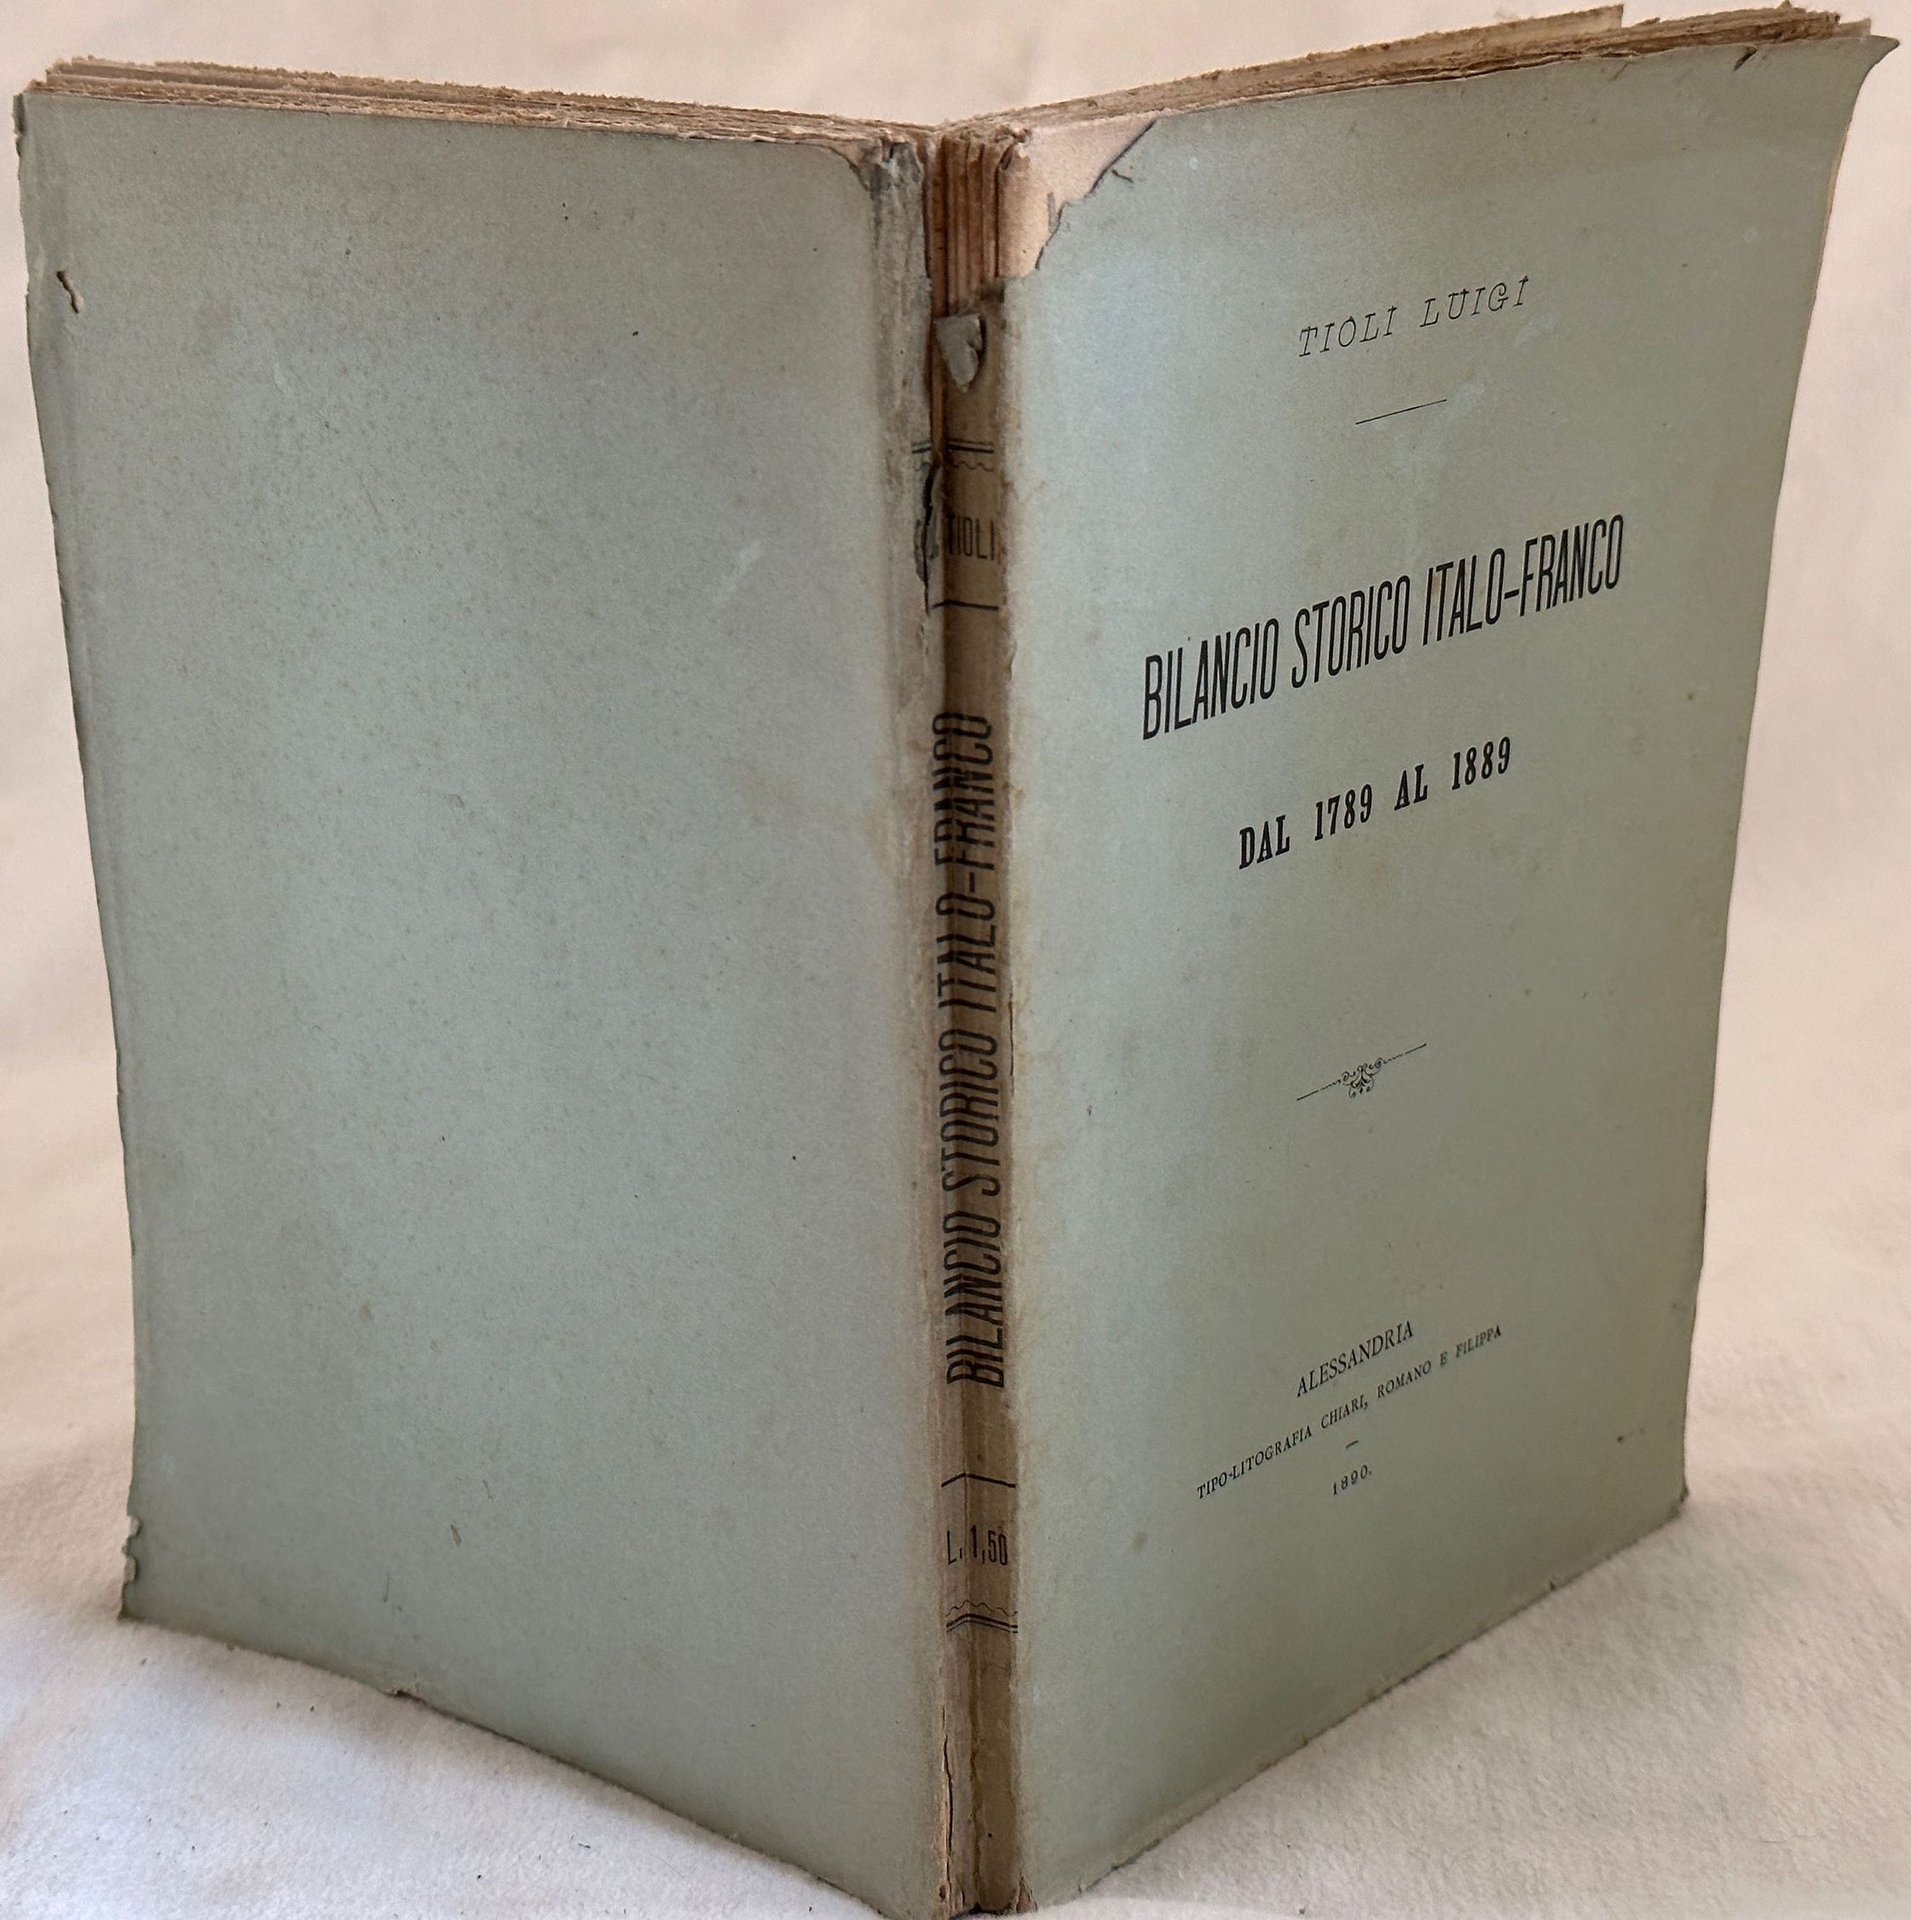 TIOLI LUIGI
BILANCIO STORICO ITALO-FRANCO
DAL 1789 AL 1889
ALESSANDRIA
TIPO-LITOGRAFIA CHIARI, ROMANO E FILIPPA
1890.
TIOLI
BILANCIO STORICO ITALO-FRANCO
L. 1,50